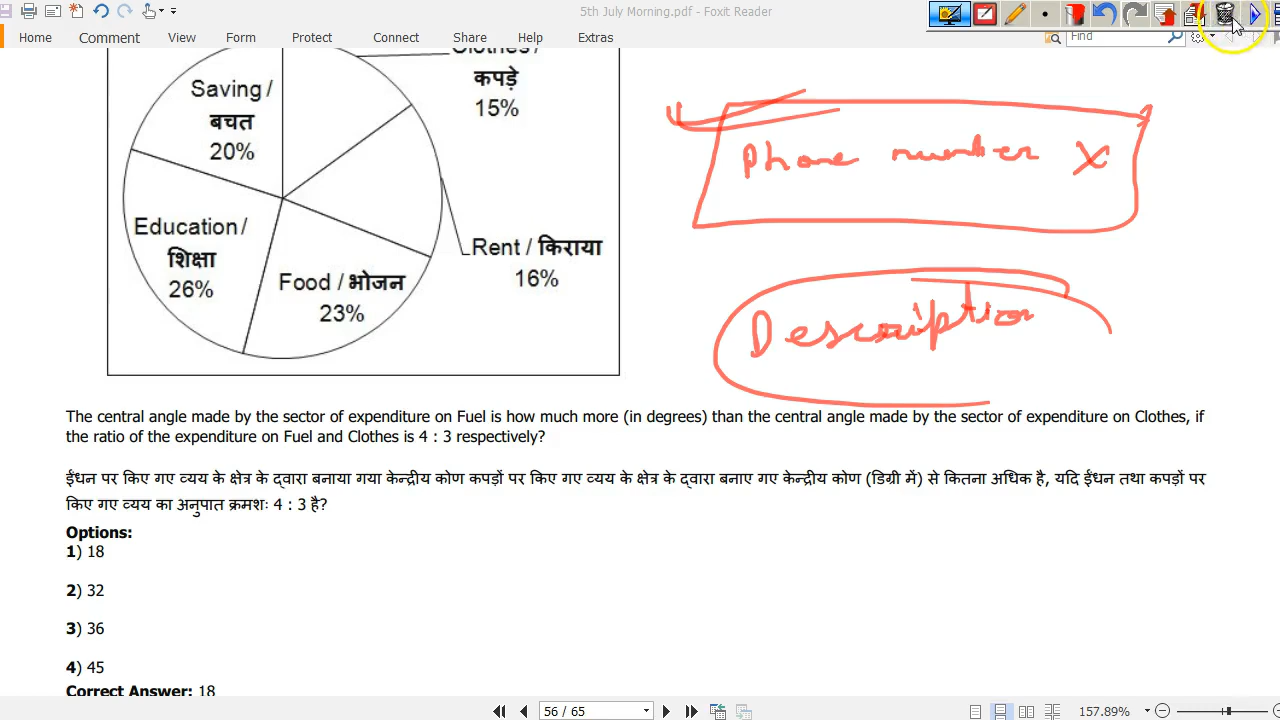 5th July Morning.pdf - Foxit Reader
Home Comment View Form Protect Connect Share Help Extras
Find
Clothes /
कपड़े
15%
Saving /
बचत
20%
Phone number X
Education /
शिक्षा
26%
Rent / किराया
16%
Food / भोजन
23%
Description
The central angle made by the sector of expenditure on Fuel is how much more (in degrees) than the central angle made by the sector of expenditure on Clothes, if
the ratio of the expenditure on Fuel and Clothes is 4 : 3 respectively?
ईंधन पर किए गए व्यय के क्षेत्र के द्वारा बनाया गया केन्द्रीय कोण कपड़ों पर किए गए व्यय के क्षेत्र के द्वारा बनाए गए केन्द्रीय कोण (डिग्री में) से कितना अधिक है, यदि ईंधन तथा कपड़ों पर
किए गए व्यय का अनुपात क्रमशः 4 : 3 है?
Options:
1) 18
2) 32
3) 36
4) 45
Correct Answer: 18
56 / 65
157.89%